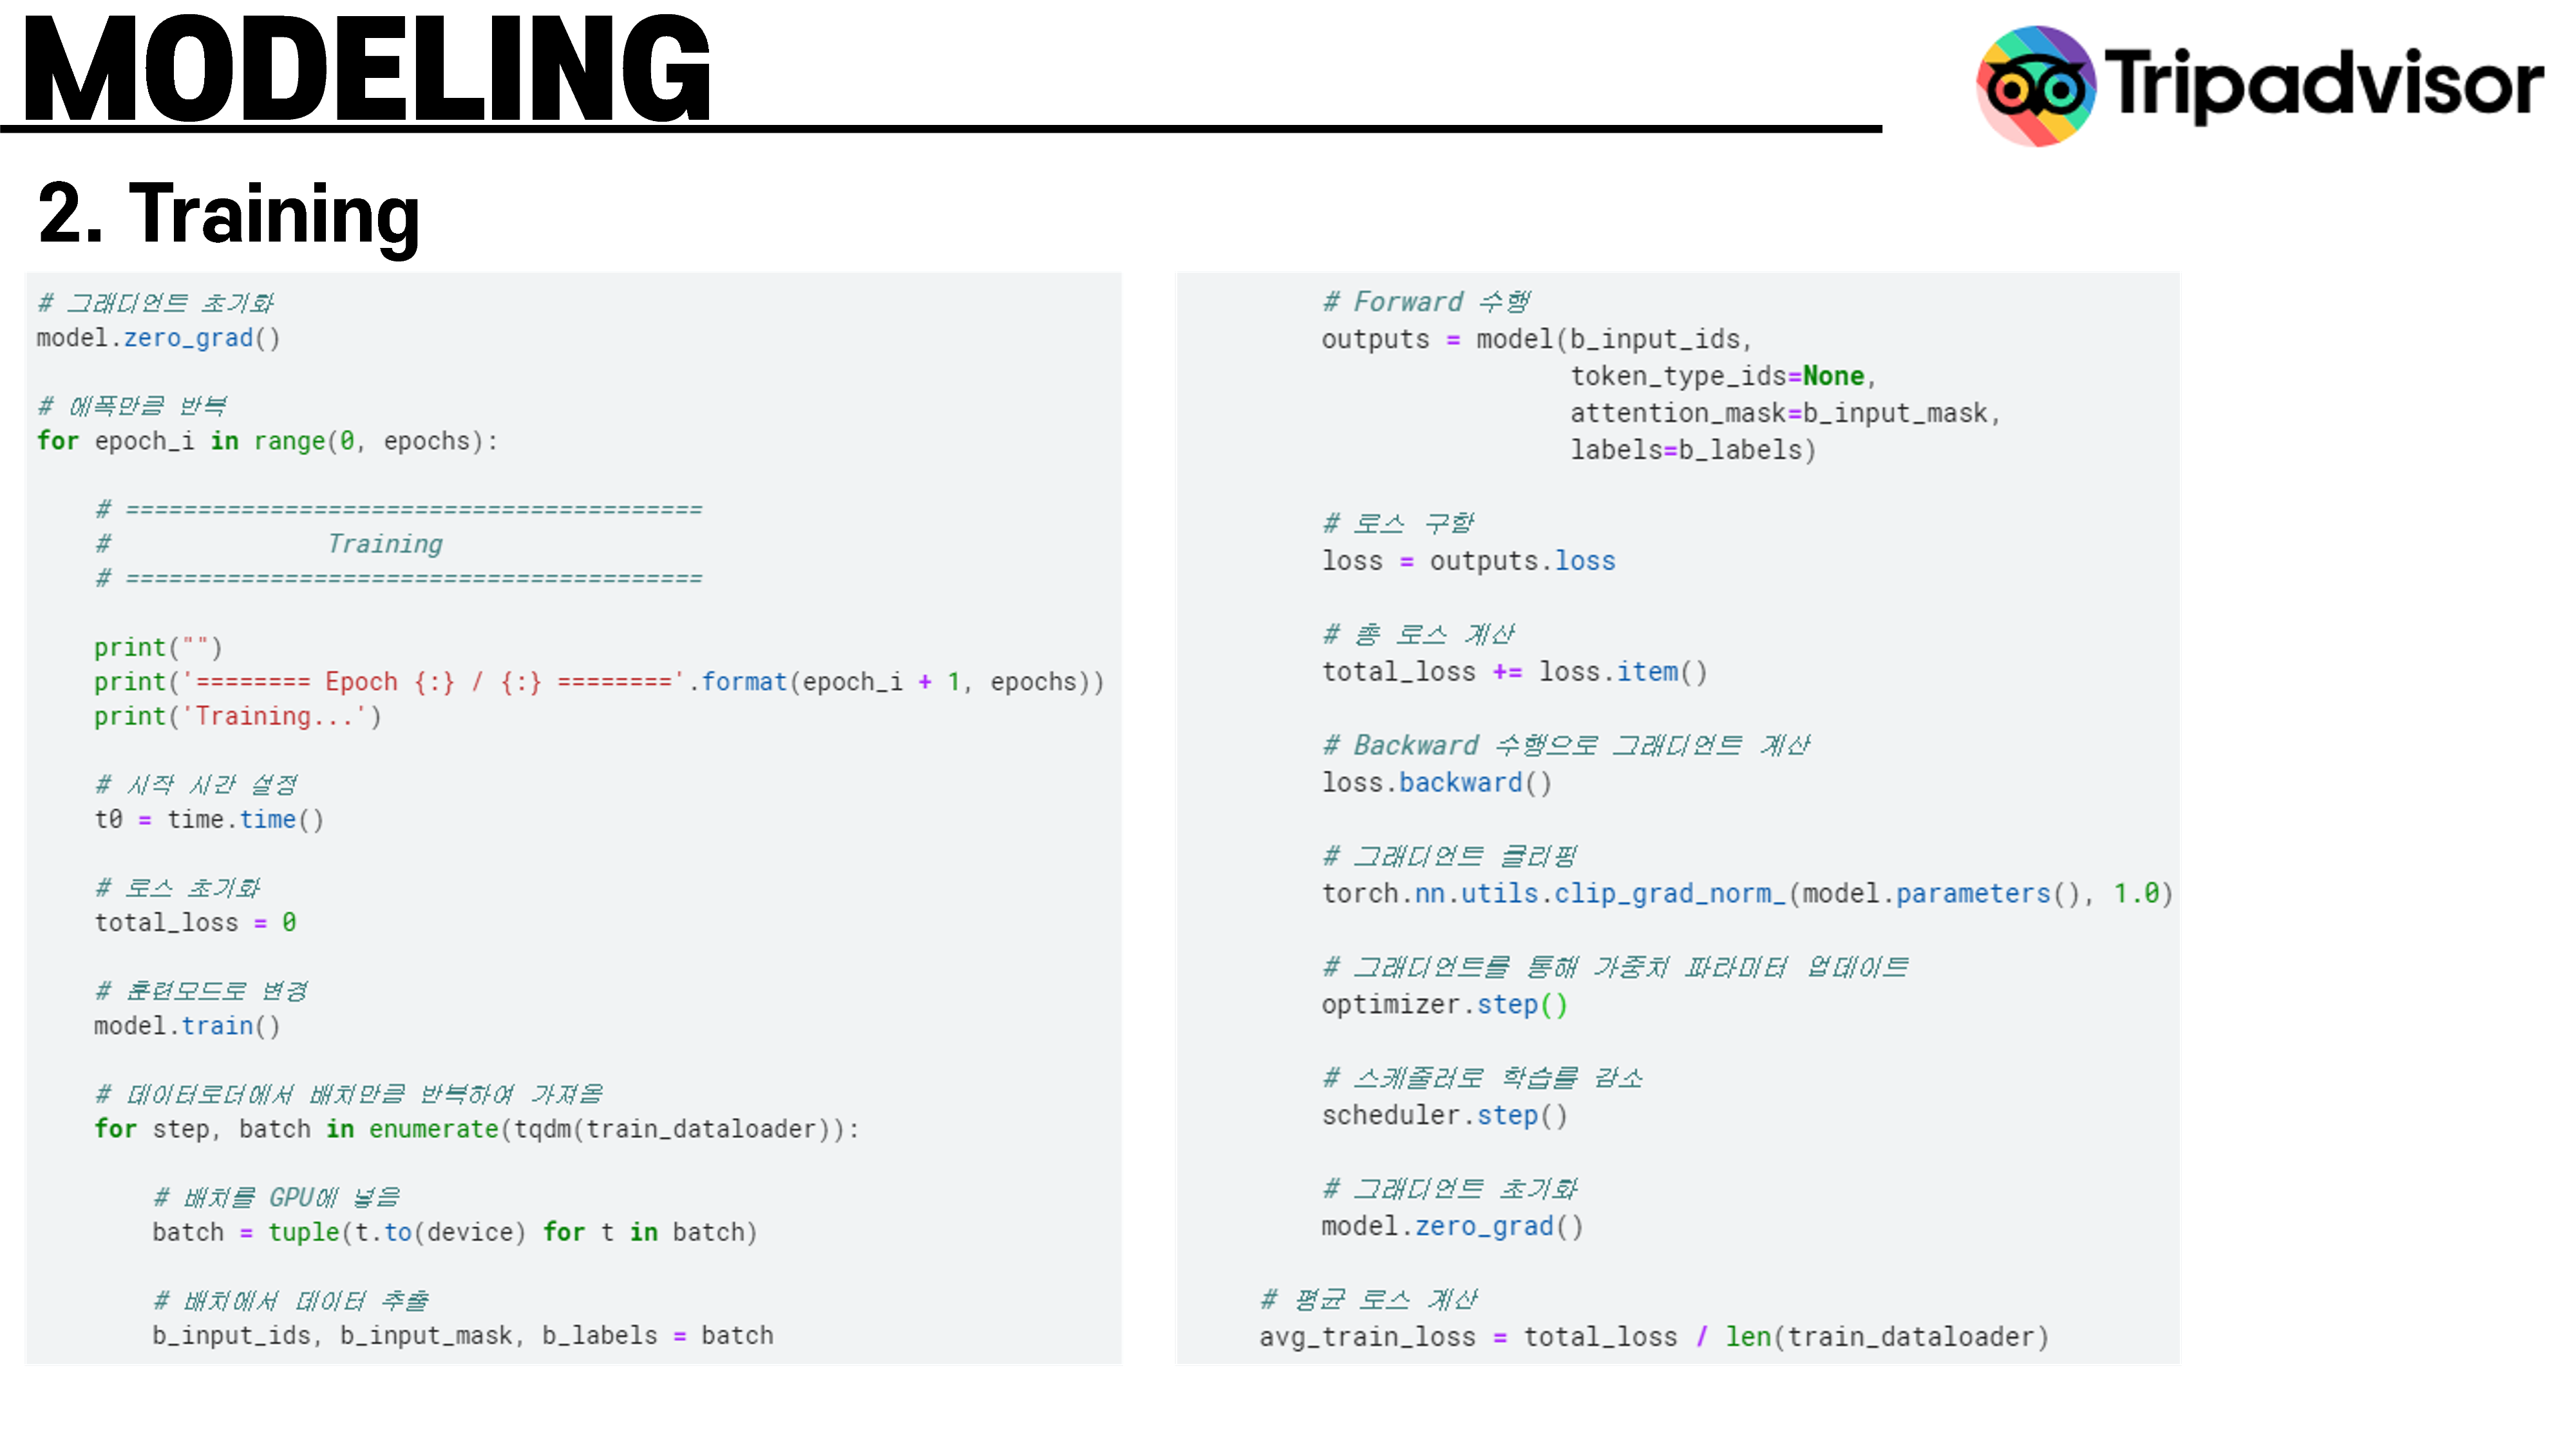 MODELING
Tripadvisor
2. Training
# 그래디언트 초기화
model.zero_grad()
# 에폭만큼 반복
for epoch_i in range(0, epochs):
# ========================================
# Training
# ========================================
print("")
print('======== Epoch {:} / {:} ========'.format(epoch_i + 1, epochs))
print('Training...')
# 시작 시간 설정
t0 = time.time()
# 로스 초기화
total_loss = 0
# 훈련모드로 변경
model.train()
# 데이터로더에서 배치만큼 반복하여 가져옴
for step, batch in enumerate(tqdm(train_dataloader)):
# 배치를 GPU에 넣음
batch = tuple(t.to(device) for t in batch)
# 배치에서 데이터 추출
b_input_ids, b_input_mask, b_labels = batch
# Forward 수행
outputs = model(b_input_ids,
token_type_ids=None,
attention_mask=b_input_mask,
labels=b_labels)
# 로스 구함
loss = outputs.loss
# 총 로스 계산
total_loss += loss.item()
# Backward 수행으로 그래디언트 계산
loss.backward()
# 그래디언트 클리핑
torch.nn.utils.clip_grad_norm_(model.parameters(), 1.0)
# 그래디언트를 통해 가중치 파라미터 업데이트
optimizer.step()
# 스케줄러로 학습률 감소
scheduler.step()
# 그래디언트 초기화
model.zero_grad()
# 평균 로스 계산
avg_train_loss = total_loss / len(train_dataloader)